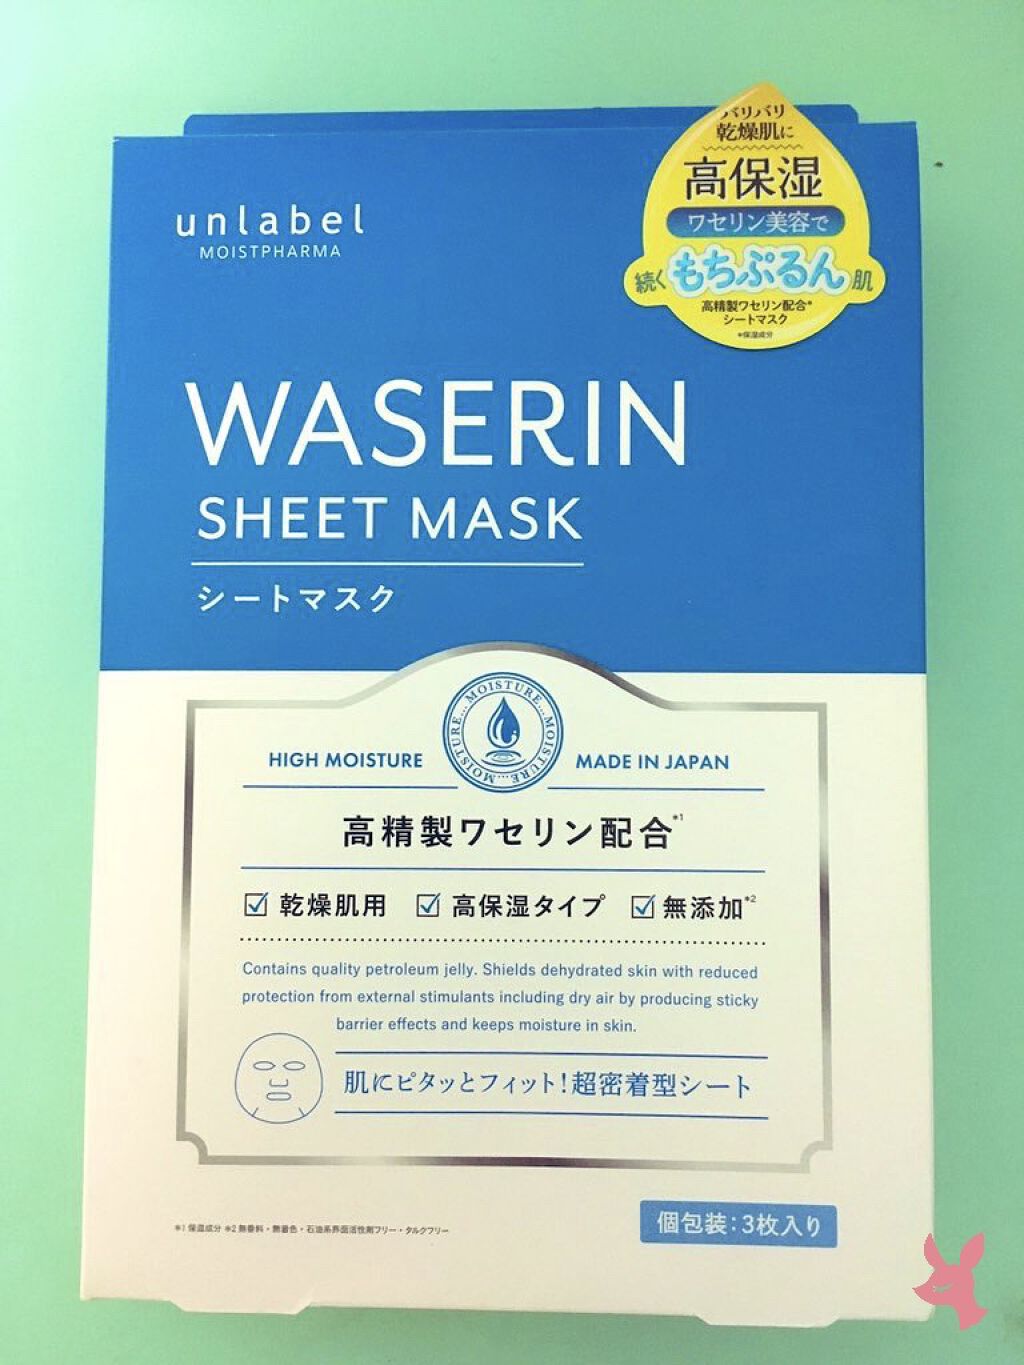 バリバリ
乾燥肌に
高保湿
ワセリン美容で
続くもちぷるん肌
高精製ワセリン配合*
シートマスク
*保湿成分
unlabel
MOISTPHARMA
WASERIN
SHEET MASK
シートマスク
MOISTURE...MOISTURE...MOISTURE...MOISTURE...
HIGH MOISTURE
MADE IN JAPAN
高精製ワセリン配合*1
☑乾燥肌用 ☑高保湿タイプ ☑無添加*2
Contains quality petroleum jelly. Shields dehydrated skin with reduced
protection from external stimulants including dry air by producing sticky
barrier effects and keeps moisture in skin.
肌にピタッとフィット!超密着型シート
*1 保湿成分 *2 無香料・無着色・石油系界面活性剤フリー・タルクフリー
個包装:3枚入り